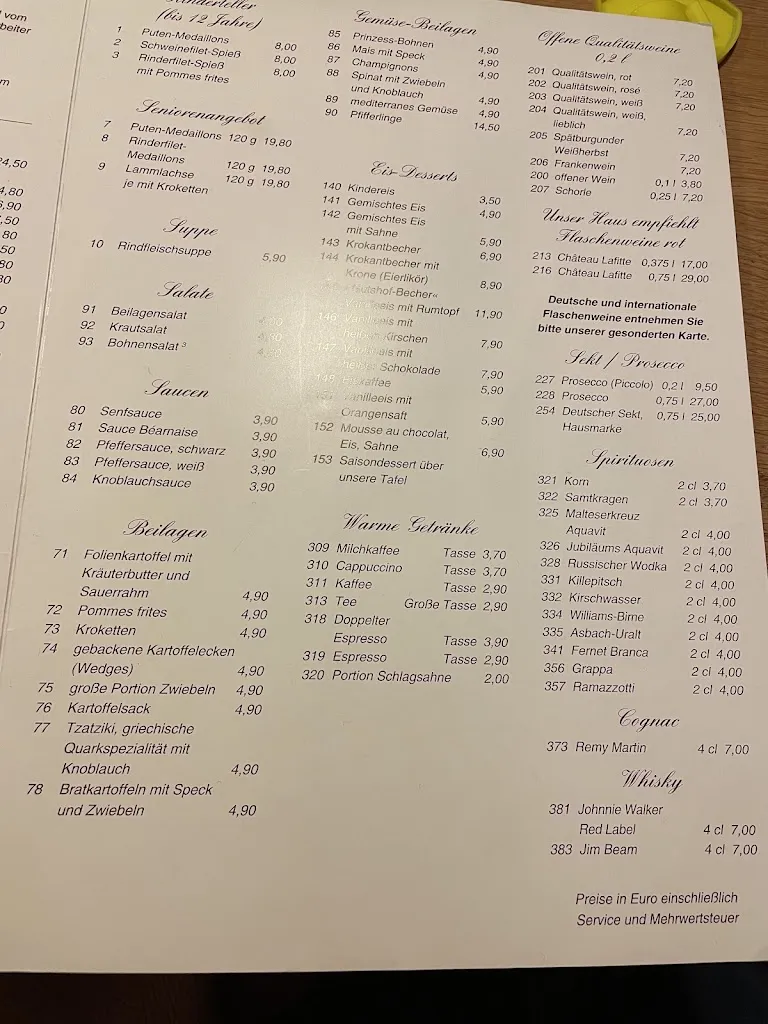 vom
beiter
24,50
4,80
,50
80
50
80
80
Kinderteller
(bis 12 Jahre)
1 Puten-Medaillons 8,00
2 Schweinefilet-Spieß 8,00
3 Rinderfilet-Spieß
mit Pommes frites 8,00
Seniorenangebot
7 Puten-Medaillons 120 g 19,80
8 Rinderfilet-
Medaillons 120 g 19,80
9 Lammlachse 120 g 19,80
je mit Kroketten
Suppe
10 Rindfleischsuppe 5,90
Salate
91 Beilagensalat
92 Krautsalat
93 Bohnensalat ³
Saucen
80 Senfsauce 3,90
81 Sauce Béarnaise 3,90
82 Pfeffersauce, schwarz 3,90
83 Pfeffersauce, weiß 3,90
84 Knoblauchsauce 3,90
Beilagen
71 Folienkartoffel mit
Kräuterbutter und
Sauerrahm 4,90
72 Pommes frites 4,90
73 Kroketten 4,90
74 gebackene Kartoffelecken
(Wedges) 4,90
75 große Portion Zwiebeln 4,90
76 Kartoffelsack 4,90
77 Tzatziki, griechische
Quarkspezialität mit
Knoblauch 4,90
78 Bratkartoffeln mit Speck
und Zwiebeln 4,90
Gemüse-Beilagen
85 Prinzess-Bohnen 4,90
86 Mais mit Speck 4,90
87 Champignons 4,90
88 Spinat mit Zwiebeln
und Knoblauch 4,90
89 mediterranes Gemüse 4,90
90 Pfifferlinge 14,50
Eis-Desserts
140 Kindereis 3,50
141 Gemischtes Eis 4,90
142 Gemischtes Eis
mit Sahne 5,90
143 Krokantbecher 6,90
144 Krokantbecher mit
Krone (Eierlikör) 8,90
mit Rumtopf 11,90
146 mit
Kirschen 7,90
147 mit
Schokolade 7,90
5,90
Vanilleeis mit
Orangensaft 5,90
152 Mousse au chocolat,
Eis, Sahne 6,90
153 Saisondessert über
unsere Tafel
Warme Getränke
309 Milchkaffee Tasse 3,70
310 Cappuccino Tasse 3,70
311 Kaffee Tasse 2,90
313 Tee Große Tasse 2,90
318 Doppelter
Espresso Tasse 3,90
319 Espresso Tasse 2,90
320 Portion Schlagsahne 2,00
Offene Qualitätsweine
0,2 l
201 Qualitätswein, rot 7,20
202 Qualitätswein, rosé 7,20
203 Qualitätswein, weiß 7,20
204 Qualitätswein, weiß,
lieblich 7,20
205 Spätburgunder
Weißherbst 7,20
206 Frankenwein 7,20
200 offener Wein 0,1 l 3,80
207 Schorle 0,25 l 7,20
Unser Haus empfiehlt
Flaschenweine rot
213 Château Lafitte 0,375 l 17,00
216 Château Lafitte 0,75 l 29,00
Deutsche und internationale
Flaschenweine entnehmen Sie
bitte unserer gesonderten Karte.
Sekt / Prosecco
227 Prosecco (Piccolo) 0,2 l 9,50
228 Prosecco 0,75 l 27,00
254 Deutscher Sekt, 0,75 l 25,00
Hausmarke
Spirituosen
321 Korn 2 cl 3,70
322 Samtkragen 2 cl 3,70
325 Malteserkreuz
Aquavit 2 cl 4,00
326 Jubiläums Aquavit 2 cl 4,00
328 Russischer Wodka 2 cl 4,00
331 Killepitsch 2 cl 4,00
332 Kirschwasser 2 cl 4,00
334 Williams-Birne 2 cl 4,00
335 Asbach-Uralt 2 cl 4,00
341 Fernet Branca 2 cl 4,00
356 Grappa 2 cl 4,00
357 Ramazzotti 2 cl 4,00
Cognac
373 Remy Martin 4 cl 7,00
Whisky
381 Johnnie Walker
Red Label 4 cl 7,00
383 Jim Beam 4 cl 7,00
Preise in Euro einschließlich
Service und Mehrwertsteuer